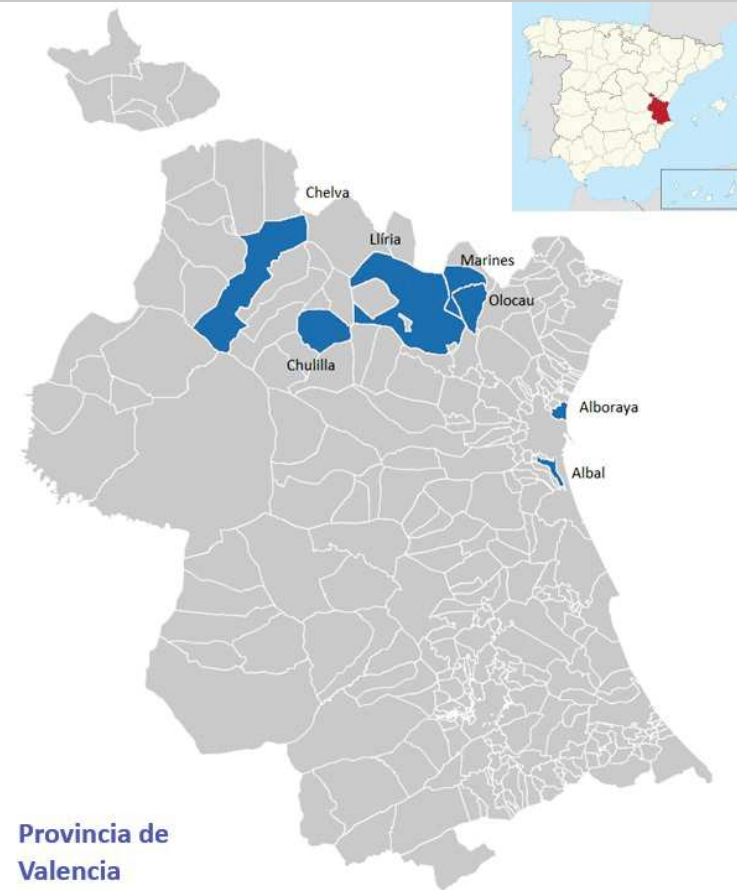 Chelva
Llíria
Marines
Olocau
Chulilla
Alboraya
Albal
Provincia de
Valencia